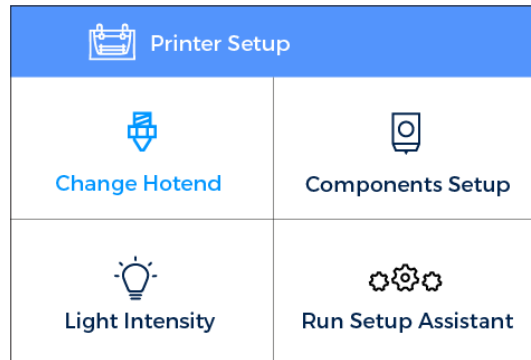 Printer Setup
Change Hotend
Components Setup
Light Intensity
Run Setup Assistant